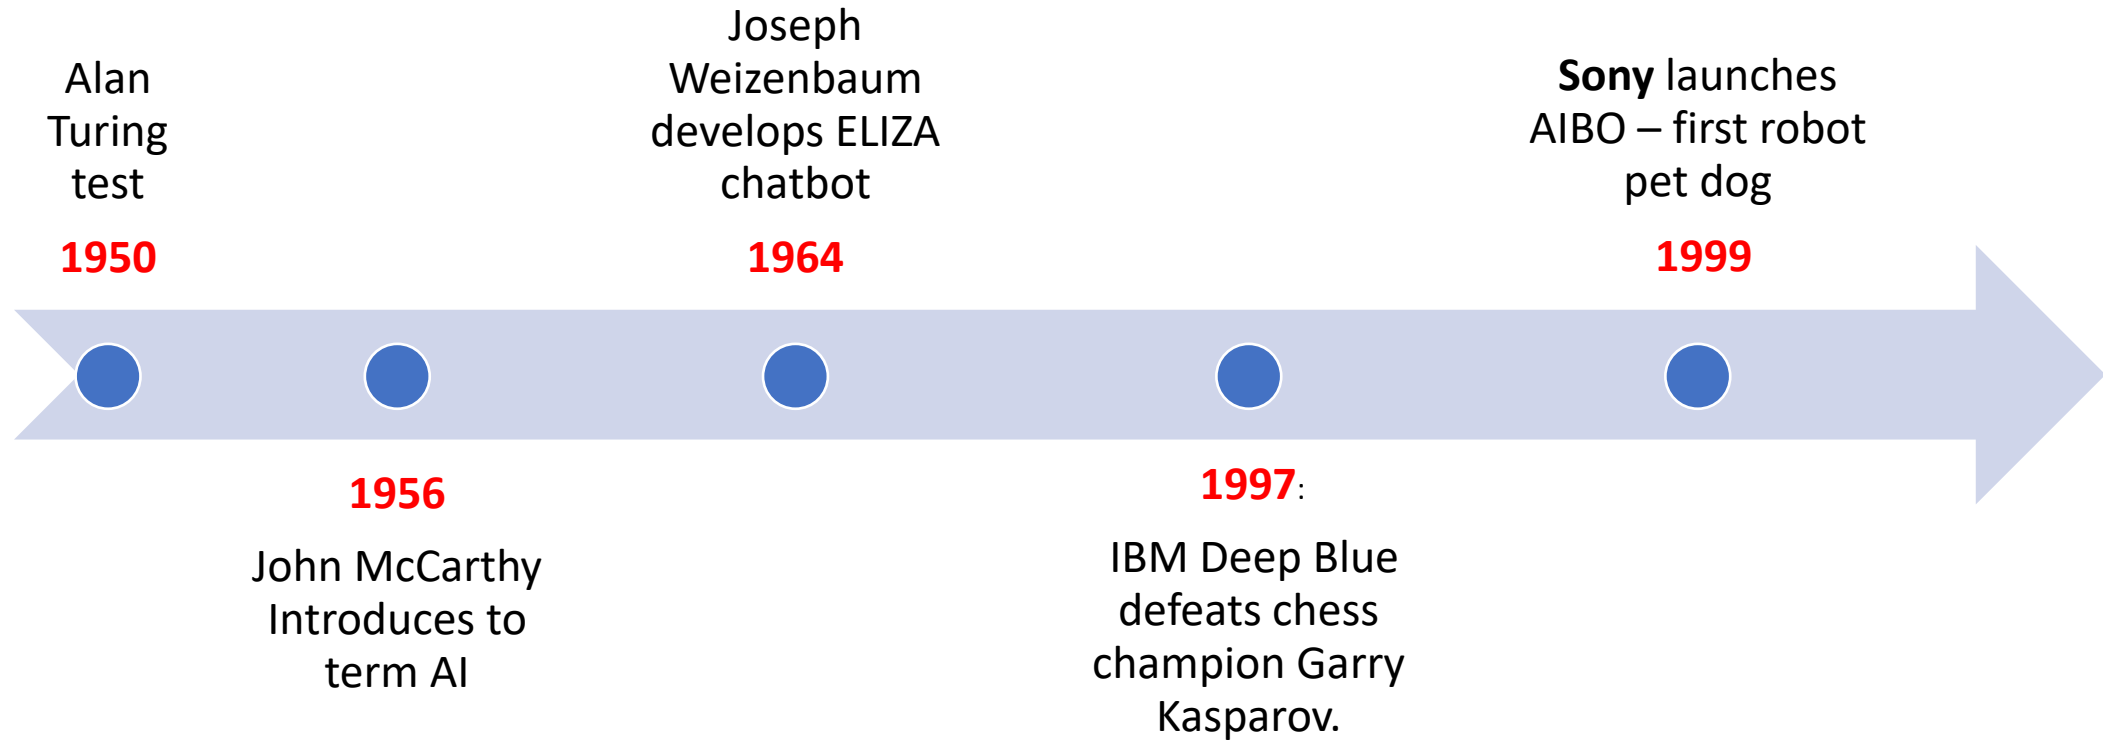 Alan
Turing
test
1950
1956
John McCarthy
Introduces to
term AI
Joseph
Weizenbaum
develops ELIZA
chatbot
1964
1997:
IBM Deep Blue
defeats chess
champion Garry
Kasparov.
Sony launches
AIBO – first robot
pet dog
1999